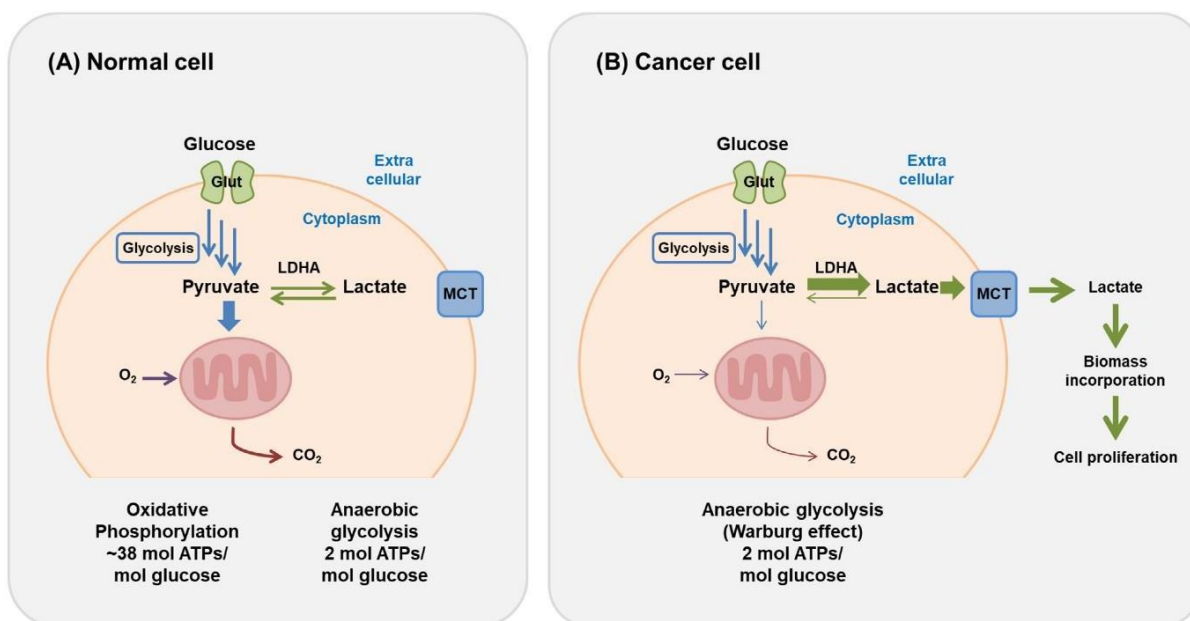 (A) Normal cell
Glucose
Glut
Extra
cellular
Cytoplasm
Glycolysis
LDHA
Pyruvate
Lactate
MCT
O2
CO2
Oxidative
Phosphorylation
~38 mol ATPs/
mol glucose
Anaerobic
glycolysis
2 mol ATPs/
mol glucose
(B) Cancer cell
Glucose
Glut
Extra
cellular
Cytoplasm
Glycolysis
LDHA
Pyruvate
Lactate
MCT
Lactate
Biomass
incorporation
Cell proliferation
O2
CO2
Anaerobic glycolysis
(Warburg effect)
2 mol ATPs/
mol glucose